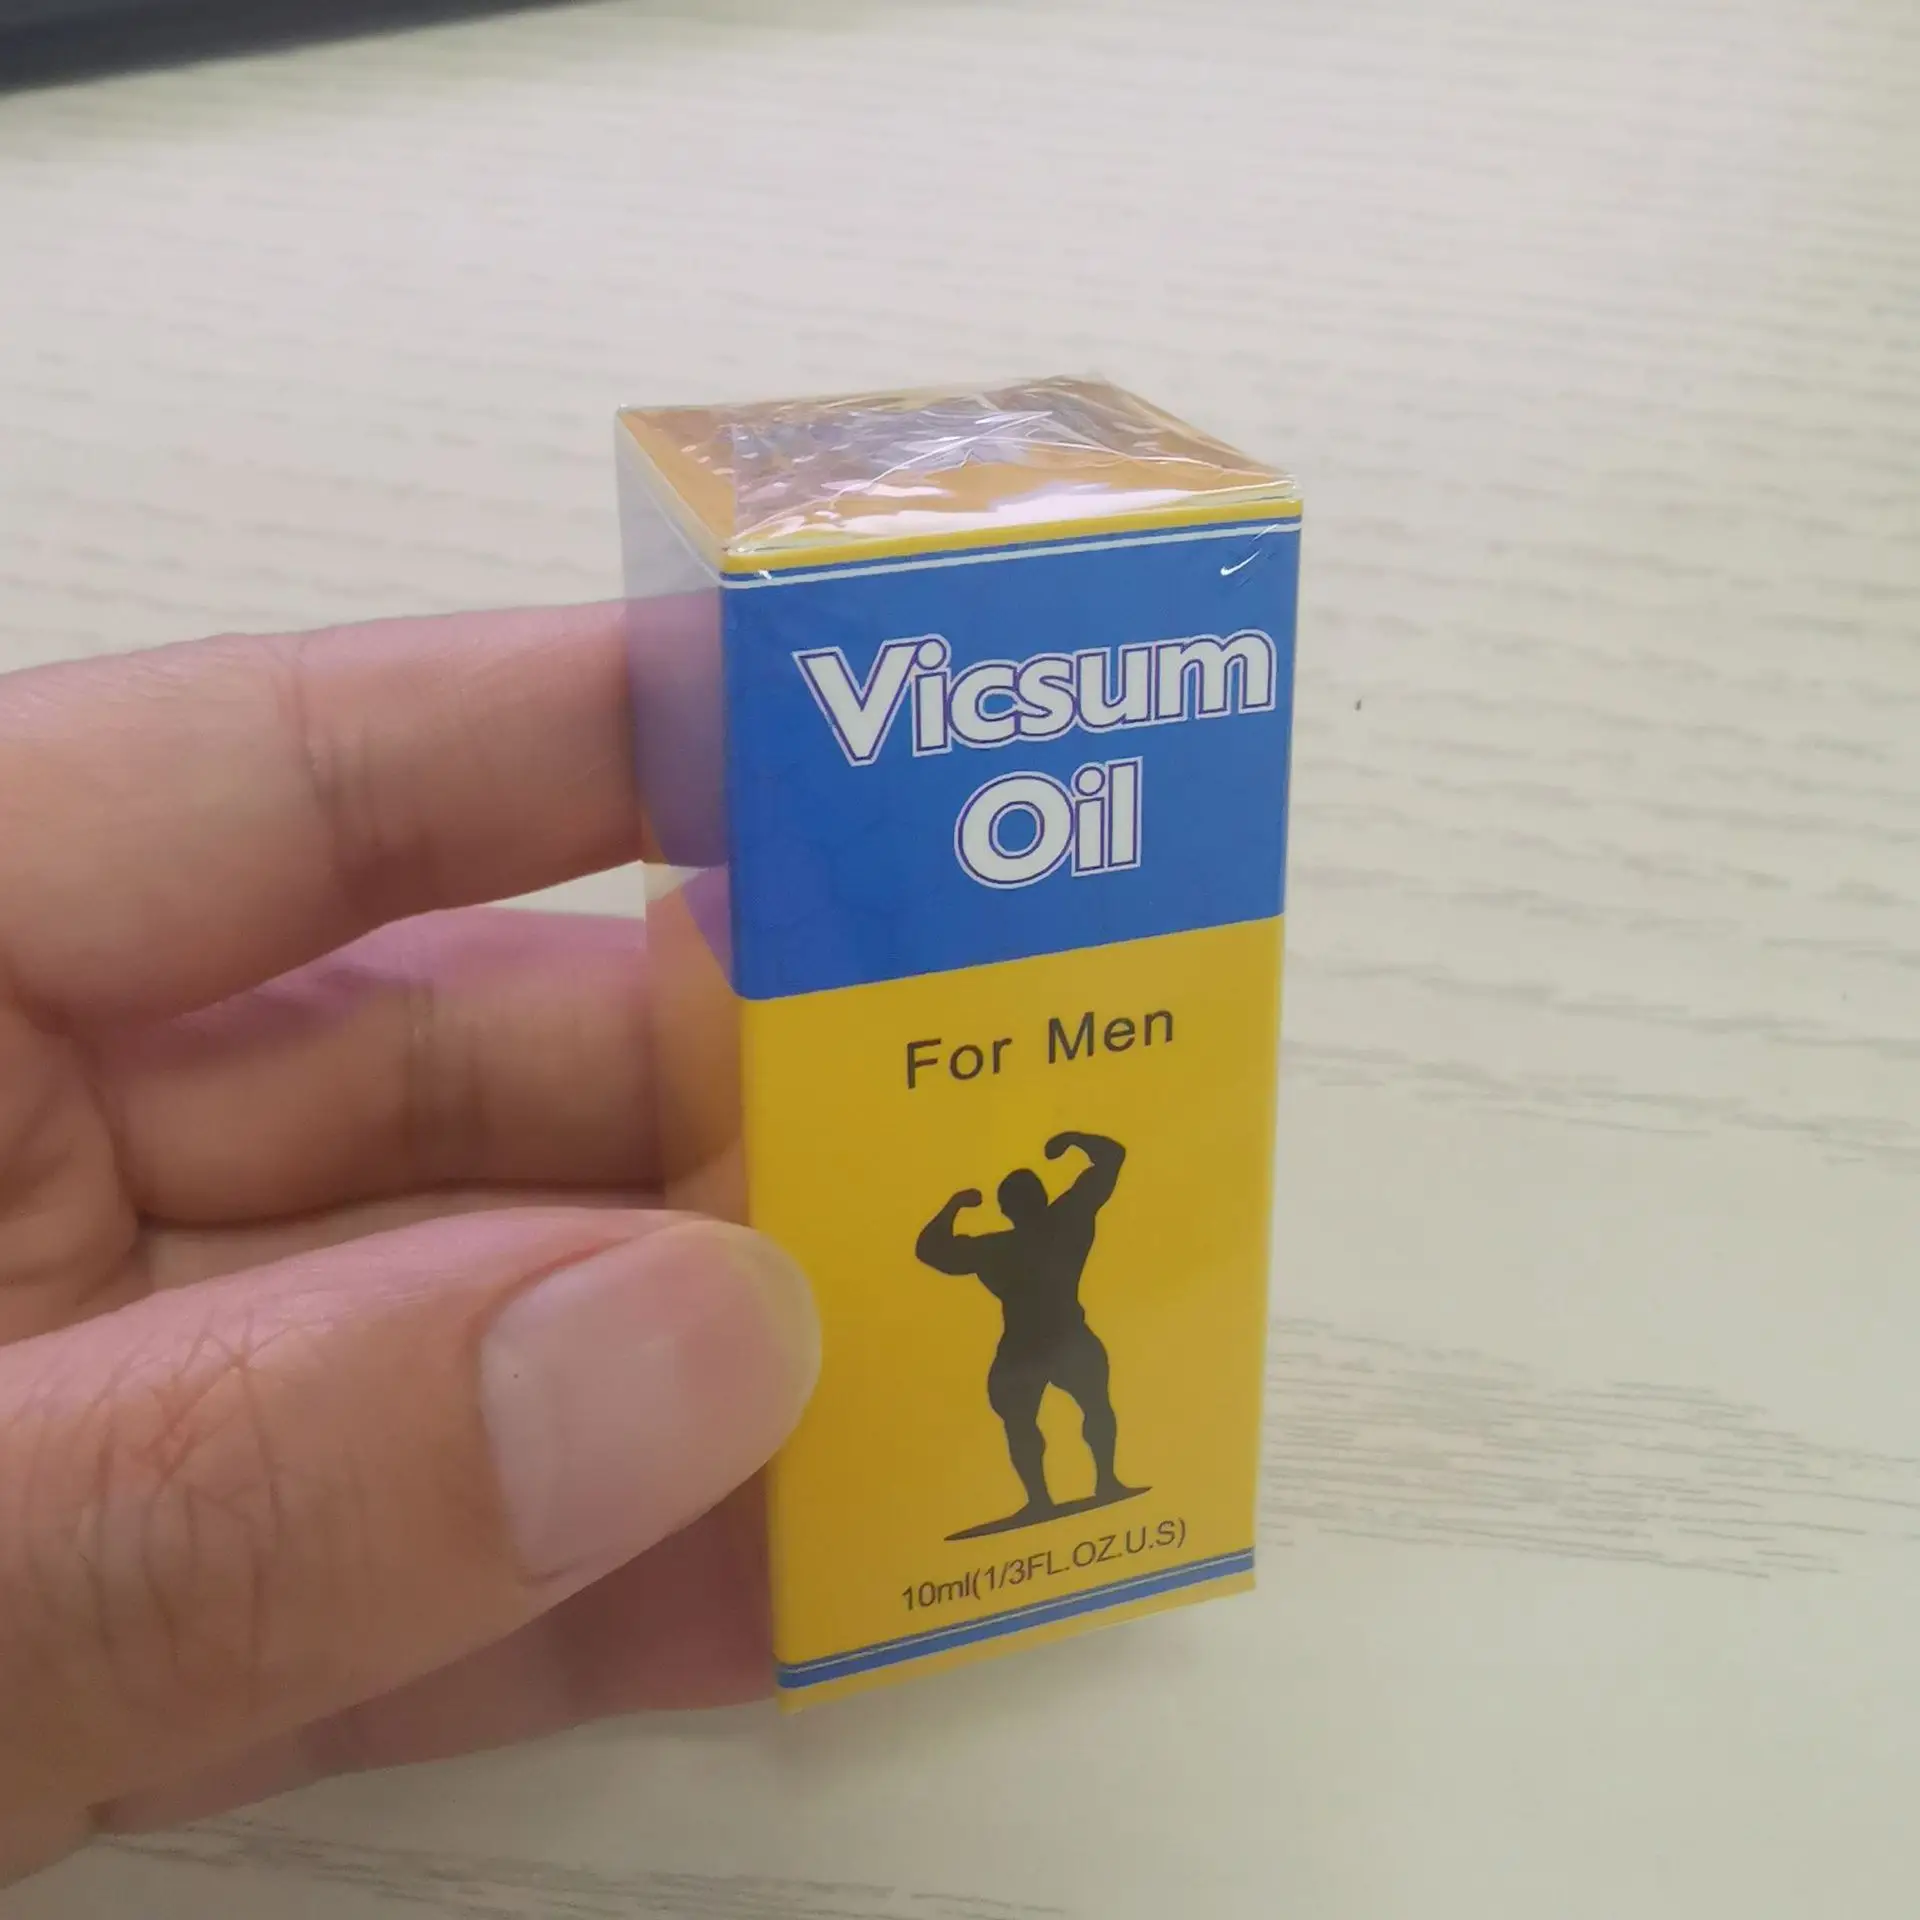 Vicsum
Oil
For Men
10ml(1/3FL.OZ.U.S)